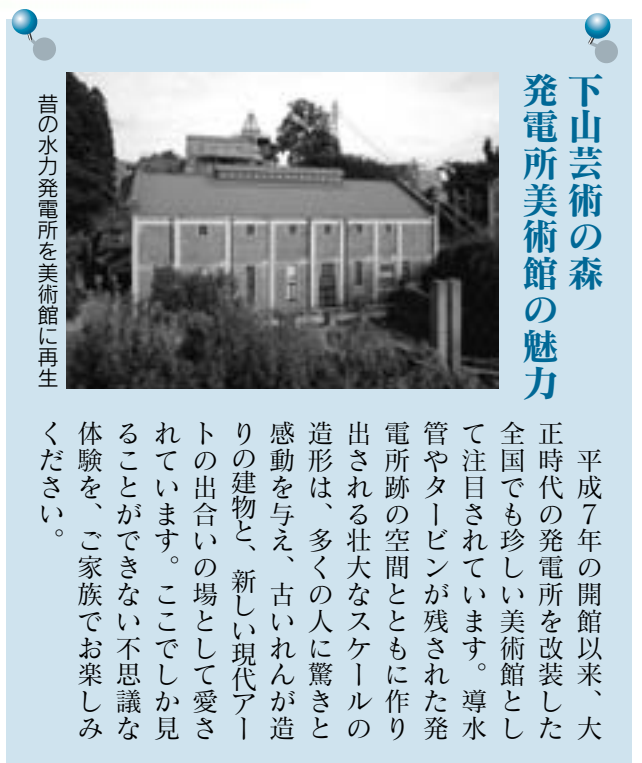 下山芸術の森
発電所美術館の魅力
昔の水力発電所を美術館に再生
平成7年の開館以来、大
正時代の発電所を改装した
全国でも珍しい美術館とし
て注目されています。導水
管やタービンが残された発
電所跡の空間とともに作り
出される壮大なスケールの
造形は、多くの人に驚きと
感動を与え、古いれんが造
りの建物と、新しい現代アー
トの出合いの場として愛さ
れています。ここでしか見
ることができない不思議な
体験を、ご家族でお楽しみ
ください。